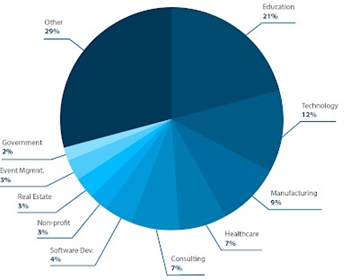 Education
21%
Technology
12%
Manufacturing
9%
Healthcare
7%
Consulting
7%
Software Dev.
4%
Non-profit
3%
Real Estate
3%
Event Mgmnt.
3%
Government
2%
Other
29%